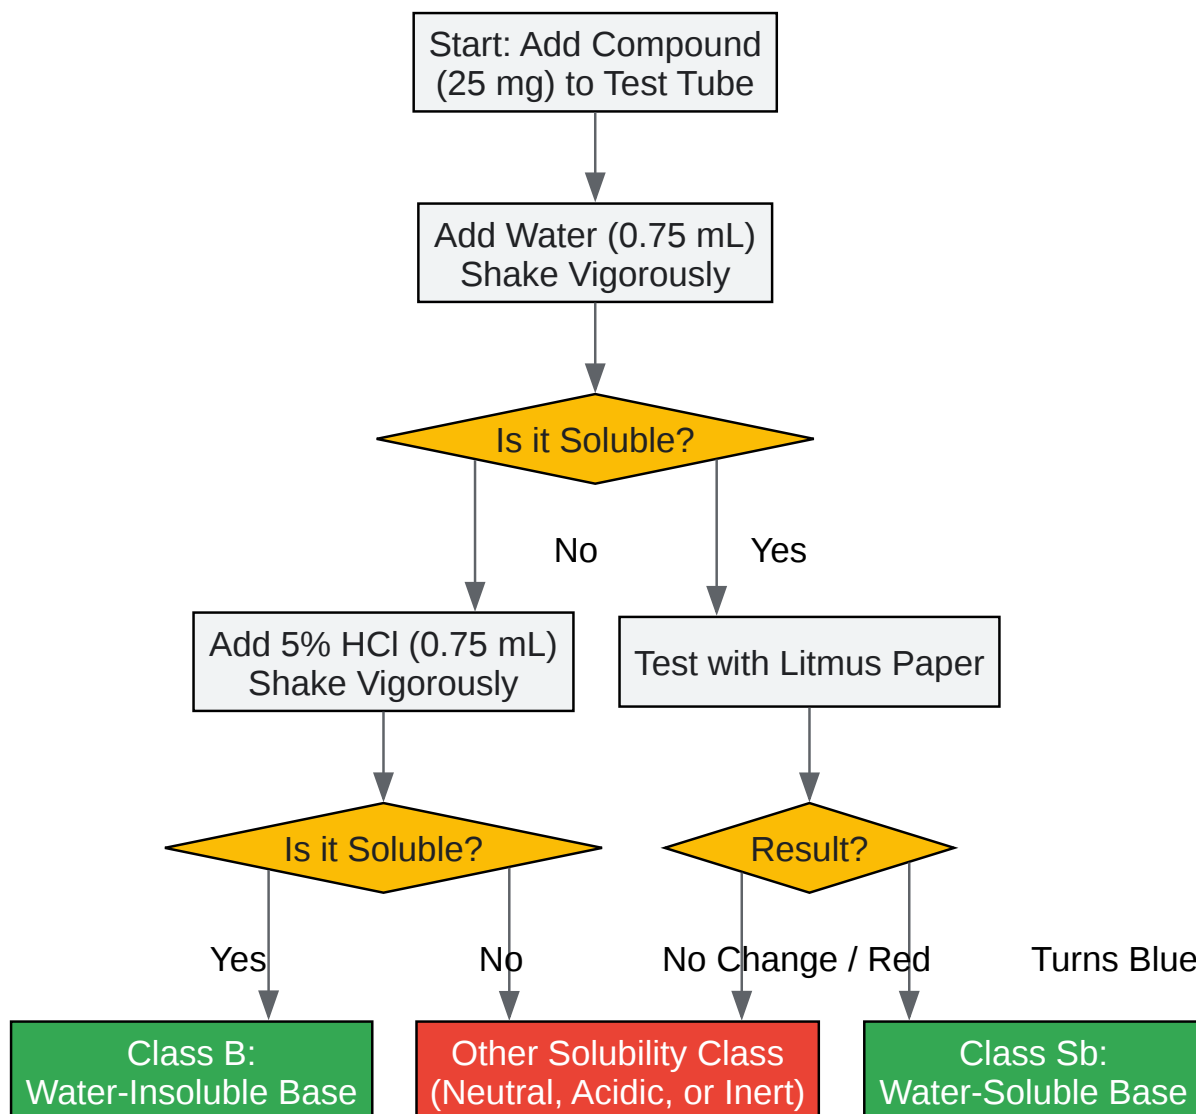 Start: Add Compound
(25 mg) to Test Tube
Add Water (0.75 mL)
Shake Vigorously
Is it Soluble?
No
Yes
Add 5% HCl (0.75 mL)
Shake Vigorously
Test with Litmus Paper
Is it Soluble?
Result?
Yes
No
No Change / Red
Turns Blue
Class B:
Water-Insoluble Base
Other Solubility Class
(Neutral, Acidic, or Inert)
Class Sb:
Water-Soluble Base